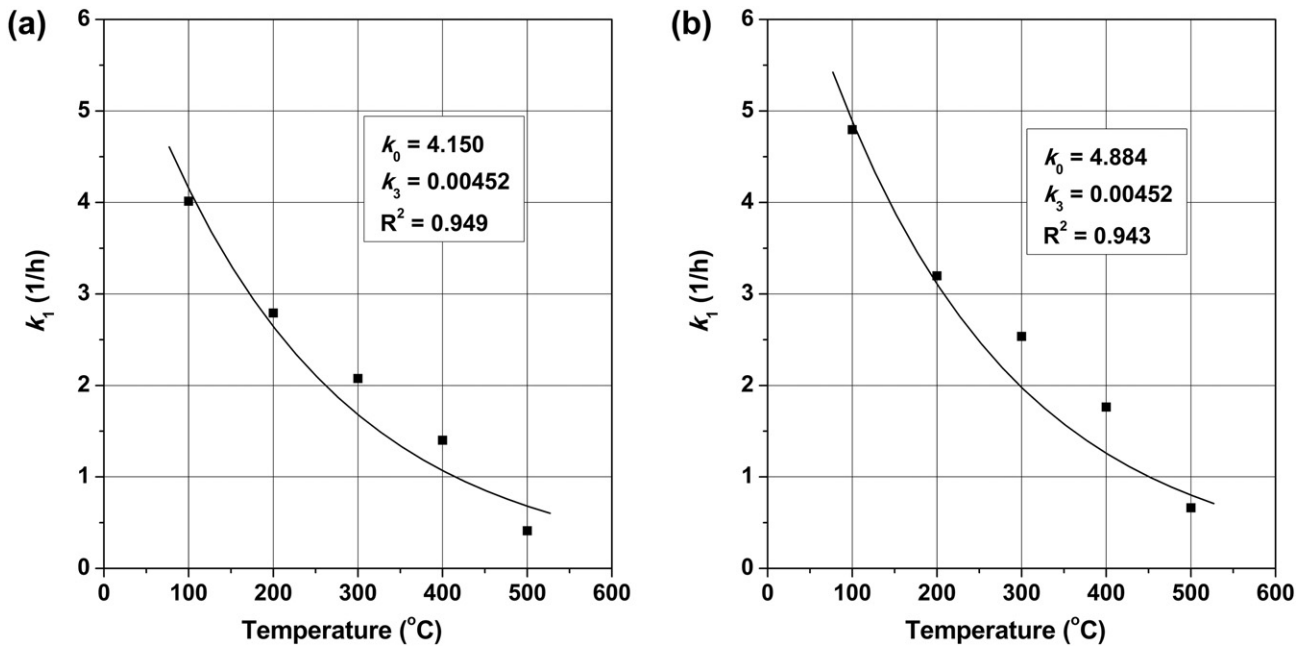 (a)
6
5
4
3
2
1
0
k₁ (1/h)
k₀ = 4.150
k₃ = 0.00452
R² = 0.949
0 100 200 300 400 500 600
Temperature (°C)
(b)
6
5
4
3
2
1
0
k₁ (1/h)
k₀ = 4.884
k₃ = 0.00452
R² = 0.943
0 100 200 300 400 500 600
Temperature (°C)